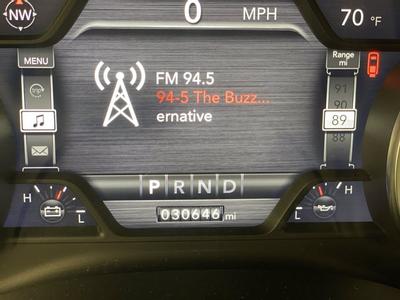 NW
0 MPH
70 °F
MENU
Range
mi
FM 94.5
94-5 The Buzz...
ernative
trip
91
90
89
88
P R N D
H
H
030646 mi
L
L